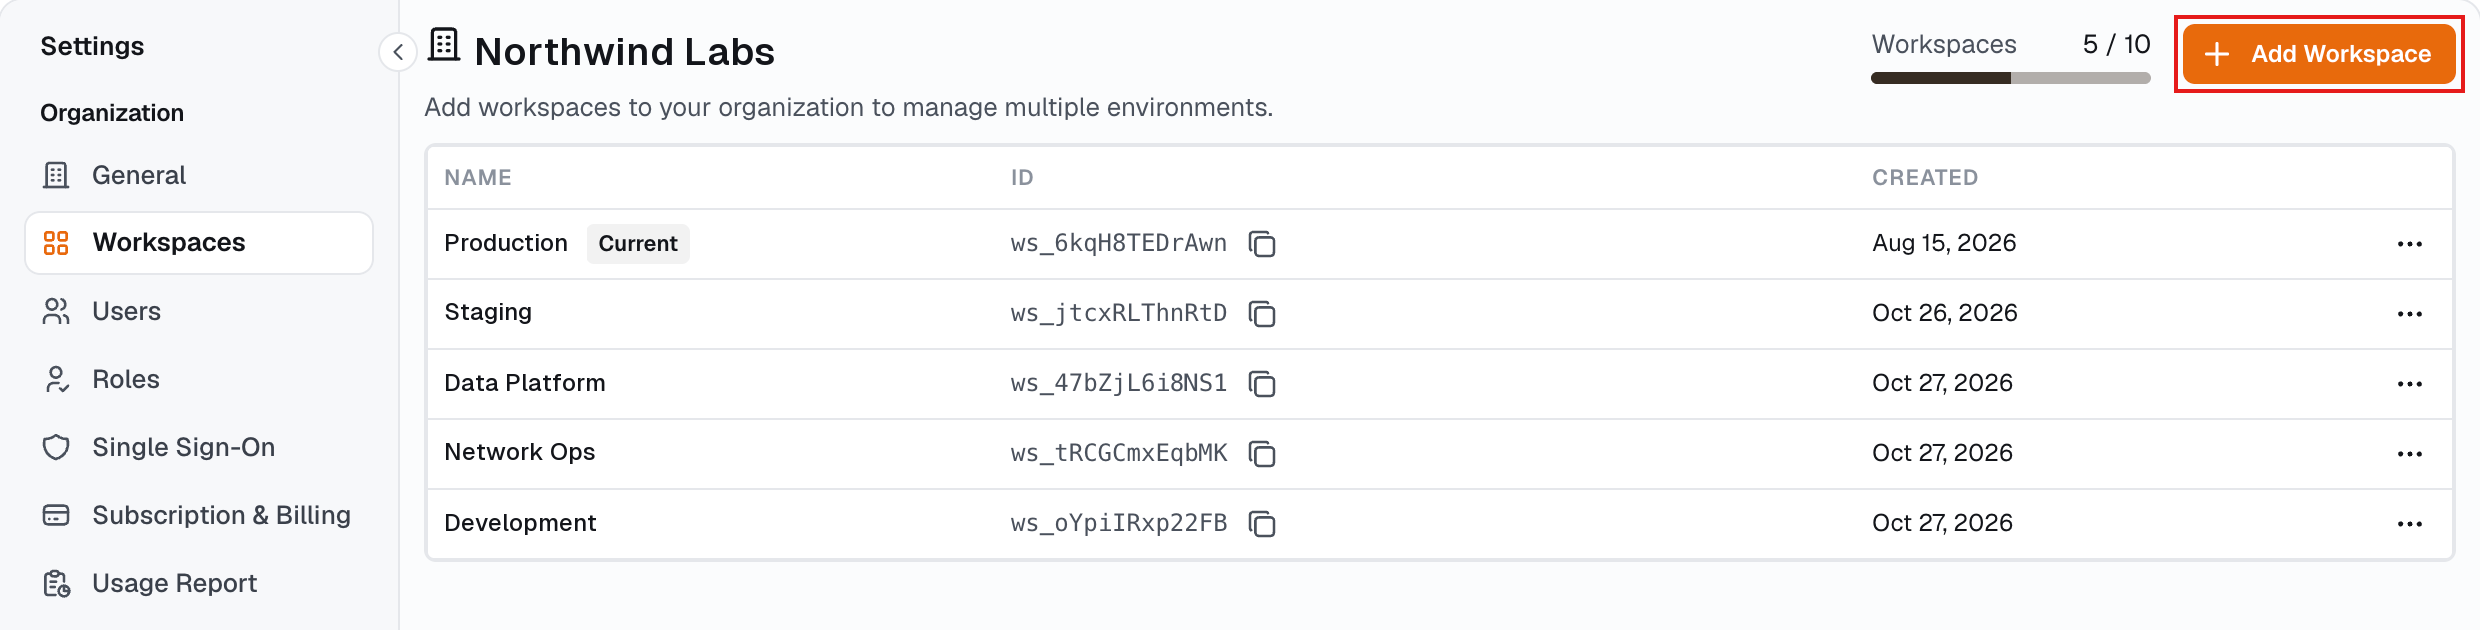 Settings
Organization
General
Workspaces
Users
Roles
Single Sign-On
Subscription & Billing
Usage Report
Northwind Labs
Add workspaces to your organization to manage multiple environments.
Workspaces 5 / 10
Add Workspace
NAME ID CREATED
Production Current ws_6kqH8TEDrAwn Aug 15, 2026
Staging ws_jtcxRLThnRtD Oct 26, 2026
Data Platform ws_47bZjL6i8NS1 Oct 27, 2026
Network Ops ws_tRCGCmxEqbMK Oct 27, 2026
Development ws_oYpiIRxp22FB Oct 27, 2026